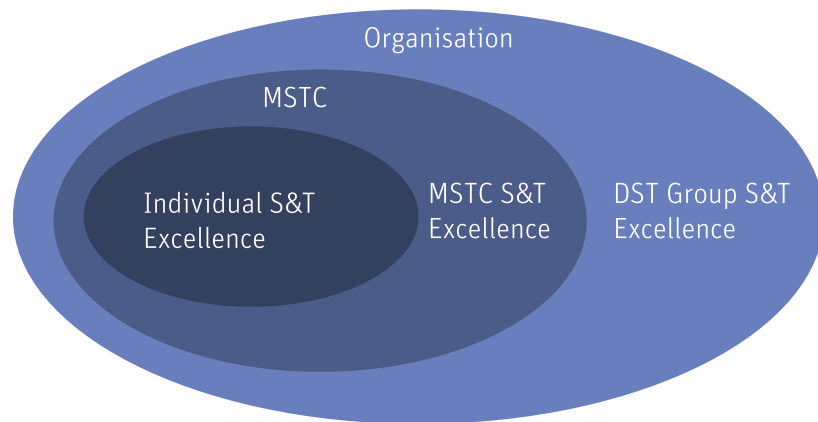 Organisation
MSTC
Individual S&T
Excellence
MSTC S&T
Excellence
DST Group S&T
Excellence